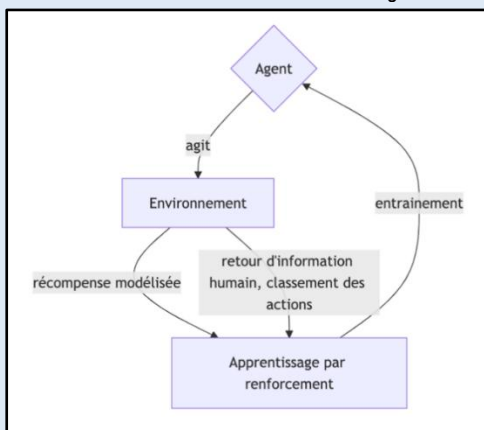 Agent
agit
Environnement
entrainement
récompense modélisée
retour d'information
humain, classement des
actions
Apprentissage par
renforcement